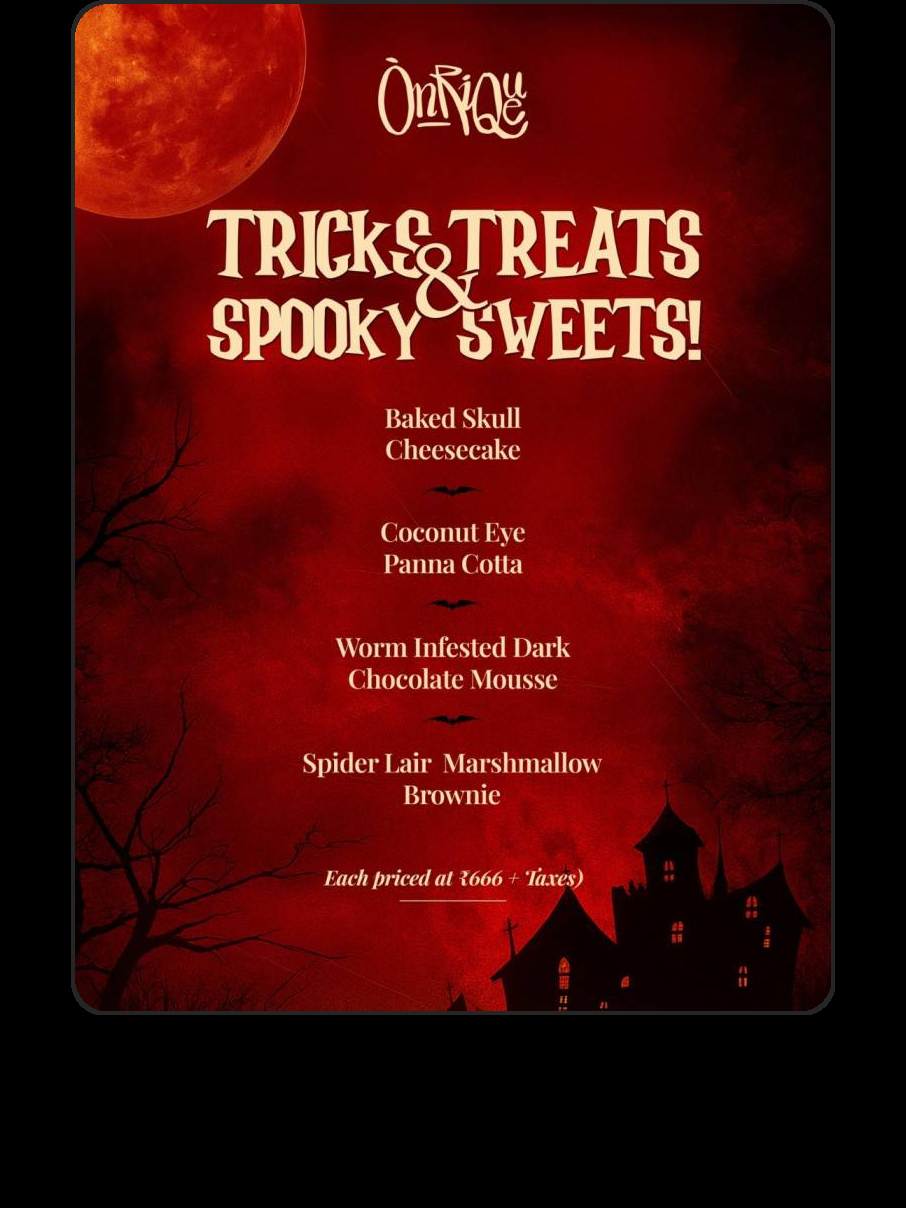 ÒnRiQue
TRICKS & TREATS
SPOOKY SWEETS!
Baked Skull
Cheesecake
Coconut Eye
Panna Cotta
Worm Infested Dark
Chocolate Mousse
Spider Lair Marshmallow
Brownie
Each priced at ₹666 + Taxes)